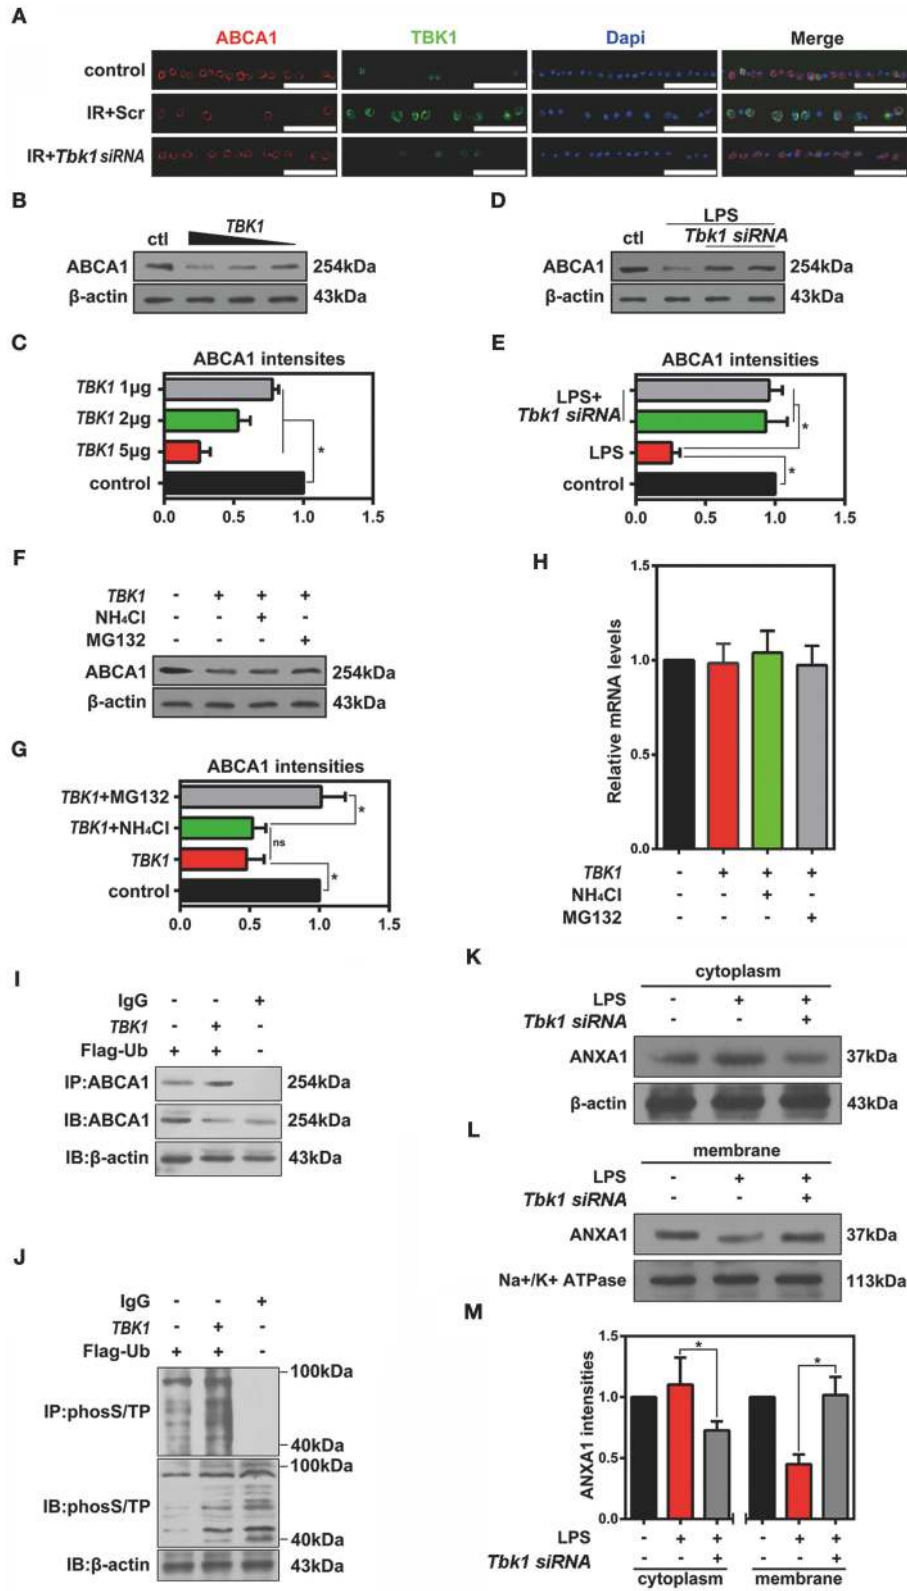 A
ABCA1 TBK1 Dapi Merge
control
IR+Scr
IR+Tbk1 siRNA
B
TBK1
ctl
ABCA1 254kDa
β-actin 43kDa
D
LPS
ctl Tbk1 siRNA
ABCA1 254kDa
β-actin 43kDa
C
ABCA1 intensites
TBK1 1μg
TBK1 2μg
TBK1 5μg
control
*
0.0 0.5 1.0 1.5
E
ABCA1 intensities
LPS+
Tbk1 siRNA
LPS
control
*
*
0.0 0.5 1.0 1.5
F
TBK1 - + + +
NH₄Cl - - + -
MG132 - - - +
ABCA1 254kDa
β-actin 43kDa
G
ABCA1 intensities
TBK1+MG132
TBK1+NH₄Cl
TBK1
control
*
ns
*
0.0 0.5 1.0 1.5
H
Relative mRNA levels
1.5
1.0
0.5
0.0
TBK1 - + + +
NH₄Cl - - + -
MG132 - - - +
I
IgG - - +
TBK1 - + -
Flag-Ub + + -
IP:ABCA1 254kDa
IB:ABCA1 254kDa
IB:β-actin 43kDa
J
IgG - - +
TBK1 - + -
Flag-Ub + + -
100kDa
IP:phosS/TP
40kDa
100kDa
IB:phosS/TP
40kDa
IB:β-actin 43kDa
K
cytoplasm
LPS - + +
Tbk1 siRNA - - +
ANXA1 37kDa
β-actin 43kDa
L
membrane
LPS - + +
Tbk1 siRNA - - +
ANXA1 37kDa
Na+/K+ ATPase 113kDa
M
ANXA1 intensities
1.5
1.0
0.5
0.0
*
*
LPS - + + - + +
Tbk1 siRNA - - + - - +
cytoplasm membrane